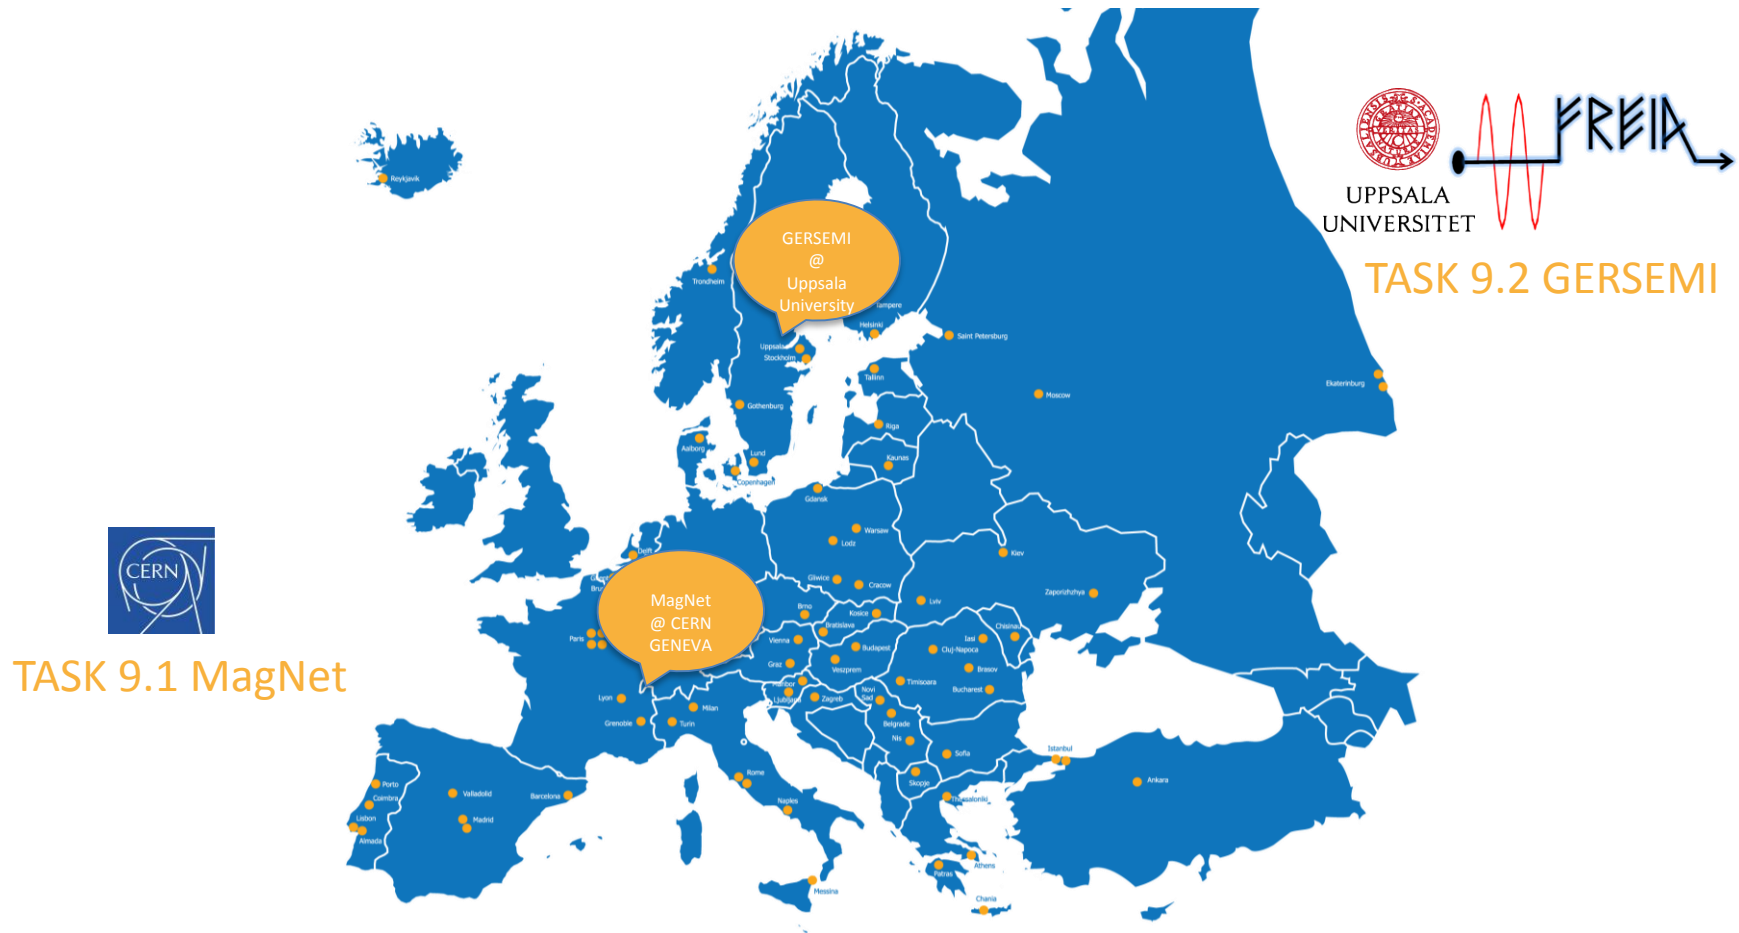 Reykjavik
FREIA
UPPSALA
UNIVERSITET
TASK 9.2 GERSEMI
GERSEMI
@
Uppsala
University
Trondheim
Tampere
Helsinki
Saint Petersburg
Uppsala
Stockholm
Tallinn
Ekaterinburg
Moscow
Gothenburg
Riga
Aalborg
Lund
Kaunas
Copenhagen
Gdansk
Warsaw
Lodz
Delft
Kiev
CERN
TASK 9.1 MagNet
MagNet
@ CERN
GENEVA
Gliwice
Cracow
Zaporizhzhya
Lviv
Brno
Kosice
Bratislava
Chisinau
Paris
Vienna
Iasi
Budapest
Cluj-Napoca
Graz
Veszprem
Brasov
Timisoara
Maribor
Bucharest
Novi
Sad
Ljubljana
Zagreb
Lyon
Milan
Grenoble
Turin
Belgrade
Nis
Sofia
Istanbul
Rome
Skopje
Ankara
Porto
Valladolid
Barcelona
Coimbra
Naples
Thessaloniki
Lisbon
Madrid
Almada
Athens
Patras
Messina
Chania